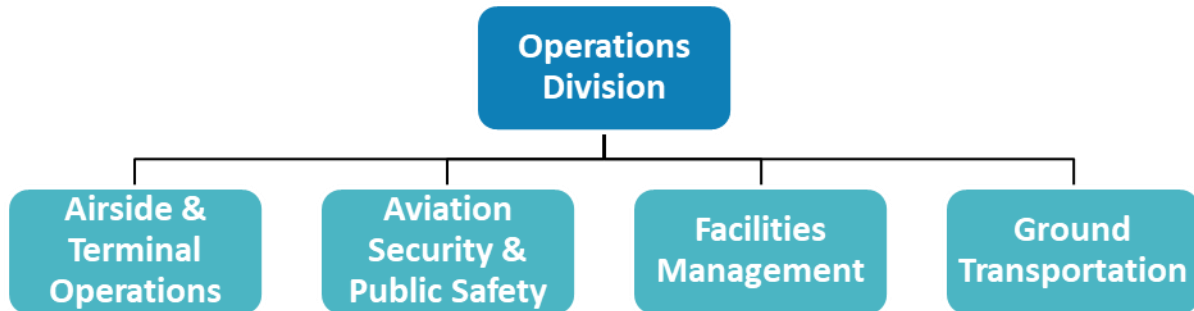 Operations
Division
Airside &
Terminal
Operations
Aviation
Security &
Public Safety
Facilities
Management
Ground
Transportation